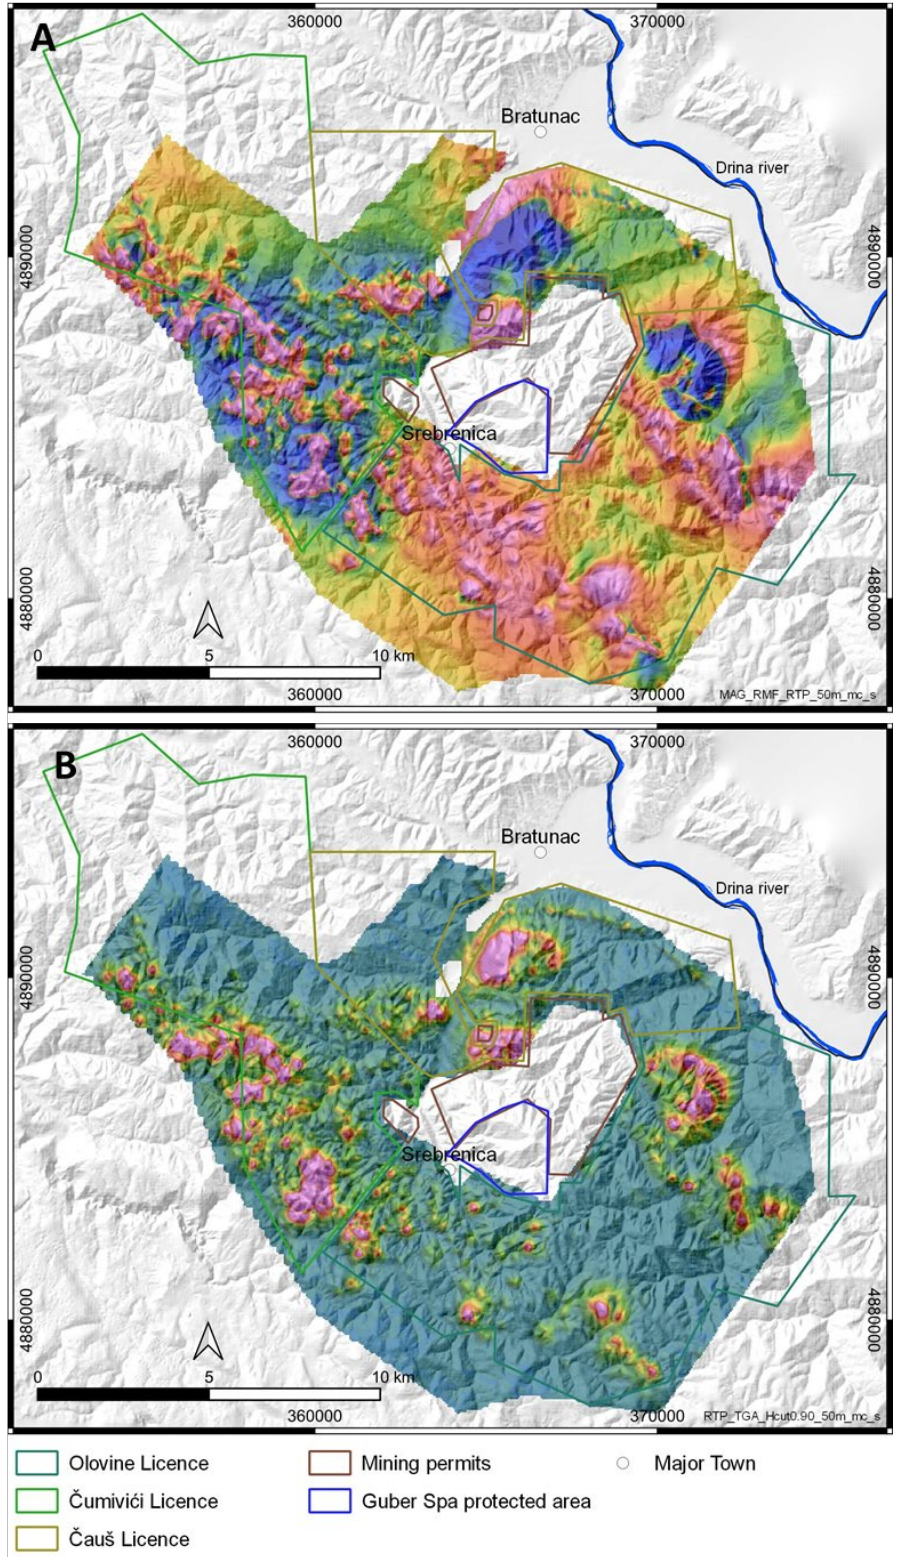 A
360000
370000
Bratunac
Drina river
4890000
4890000
Srebrenica
4880000
4880000
0
5
10 km
360000
370000
MAG_RMF_RTP_50m_mc_s
B
360000
370000
Bratunac
Drina river
4890000
4890000
Srebrenica
4880000
4880000
0
5
10 km
360000
370000
RTP_TGA_Hcut0.90_50m_mc_s
Olovine Licence
Mining permits
Major Town
Čumivići Licence
Guber Spa protected area
Čauš Licence